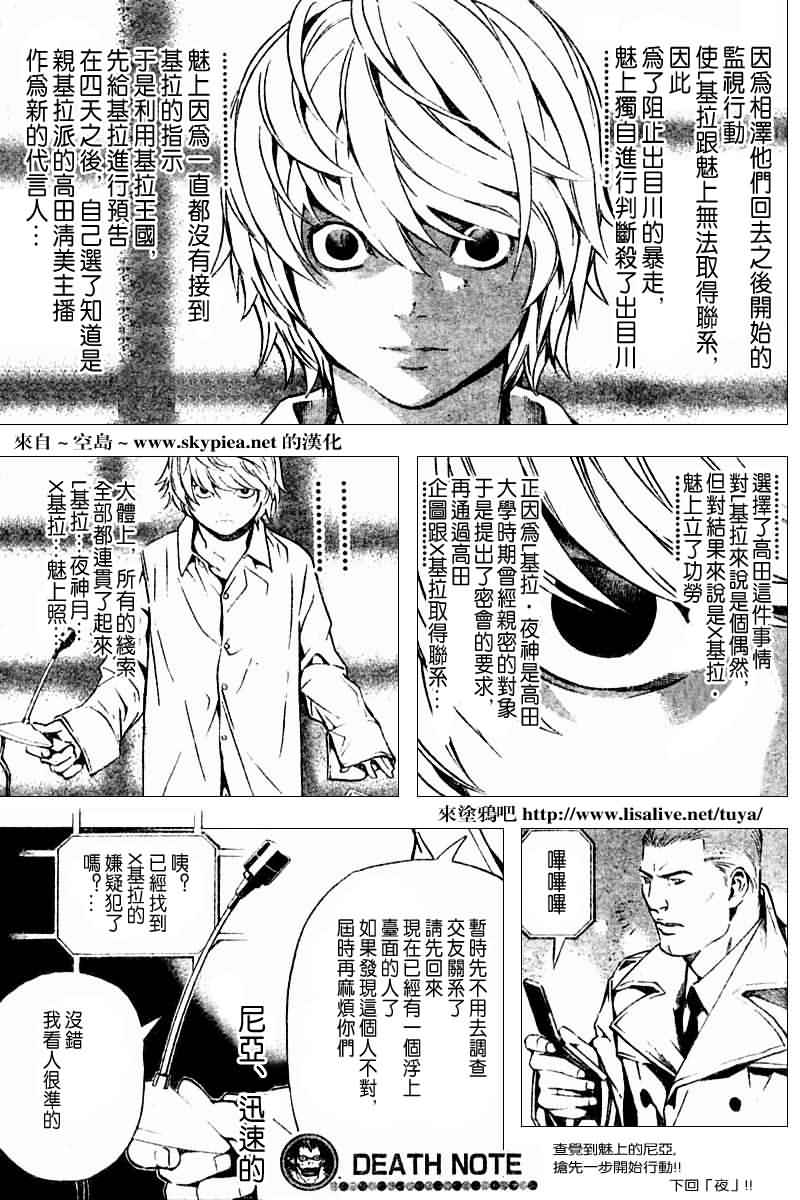 因為相澤他們回去之後開始的
監視行動
使L基拉跟魅上無法取得聯系,
因此
為了阻止出目川的暴走,
魅上獨自進行判斷殺了出目川
魅上因為一直都沒有接到
基拉的指示
于是利用基拉王國,
先給基拉進行預告
在四天之後,自己選了知道是
親基拉派的高田清美主播
作為新的代言人…
來自~空島~www.skypiea.net 的漢化
選擇了高田這件事情
對L基拉來說是個偶然,
但對結果來說是X基拉.
魅上立了功勞
正因為L基拉.夜神是高田
大學時期曾經親密的對象
于是提出了密會的要求,
再通過高田
企圖跟X基拉取得聯系…
大體上,所有的綫索
全部都連貫了起來
L基拉..夜神月…
X基拉…魅上照…
來塗鴉吧 http://www.lisalive.net/tuya/
嗶嗶嗶
暫時先不用去調查
交友關系了
請先回來
現在已經有一個浮上
臺面的人了
如果發現這個人不對,
屆時再麻煩你們
咦?
已經找到
X基拉的
嫌疑犯了
嗎?…
尼亞、迅速的
沒錯
我看人很準的
DEATH NOTE
查覺到魅上的尼亞,
搶先一步開始行動!!
下回「夜」!!